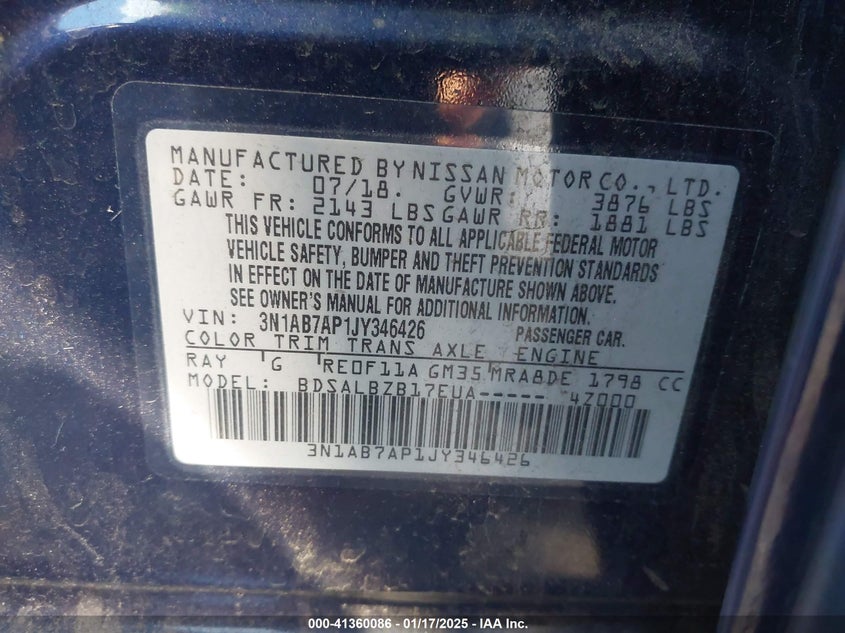 MANUFACTURED BY NISSAN MOTOR CO., LTD.
DATE: 07/18. GVWR: 3876 LBS
GAWR FR: 2143 LBS GAWR RR: 1881 LBS
THIS VEHICLE CONFORMS TO ALL APPLICABLE FEDERAL MOTOR
VEHICLE SAFETY, BUMPER AND THEFT PREVENTION STANDARDS
IN EFFECT ON THE DATE OF MANUFACTURE SHOWN ABOVE.
SEE OWNER'S MANUAL FOR ADDITIONAL INFORMATION.
VIN: 3N1AB7AP1JY346426 PASSENGER CAR.
COLOR TRIM TRANS AXLE ENGINE
RAY G RE0F11A GM35 MRA8DE 1798 CC
MODEL: BDSALBZB17EUA----- 4Z000
3N1AB7AP1JY346426
000-41360086 - 01/17/2025 - IAA Inc.